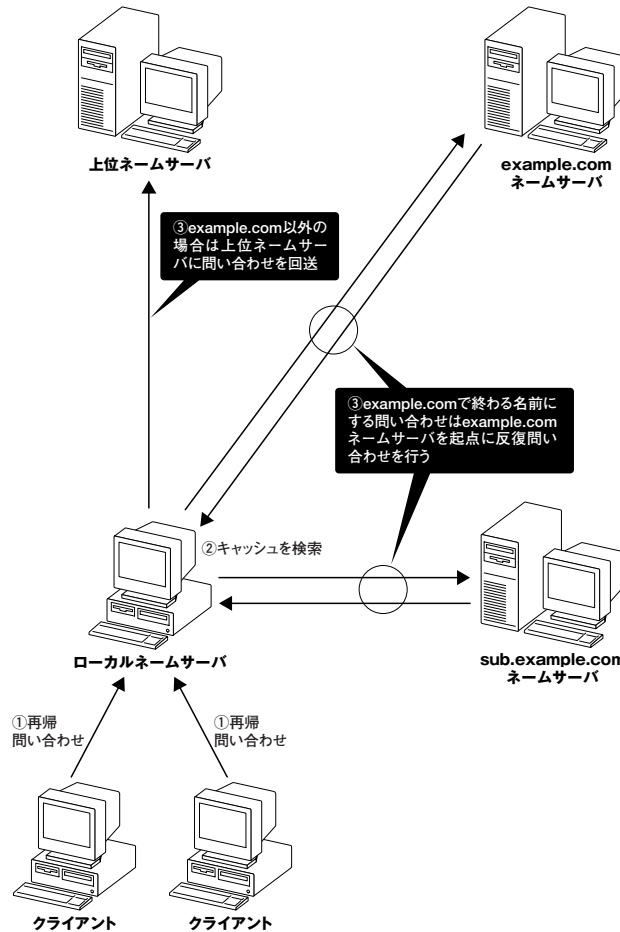 上位ネームサーバ
example.com
ネームサーバ
③example.com以外の
場合は上位ネームサー
バに問い合わせを回送
③example.comで終わる名前に
する問い合わせはexample.com
ネームサーバを起点に反復問い
合わせを行う
②キャッシュを検索
ローカルネームサーバ
sub.example.com
ネームサーバ
①再帰
問い合わせ
①再帰
問い合わせ
クライアント
クライアント